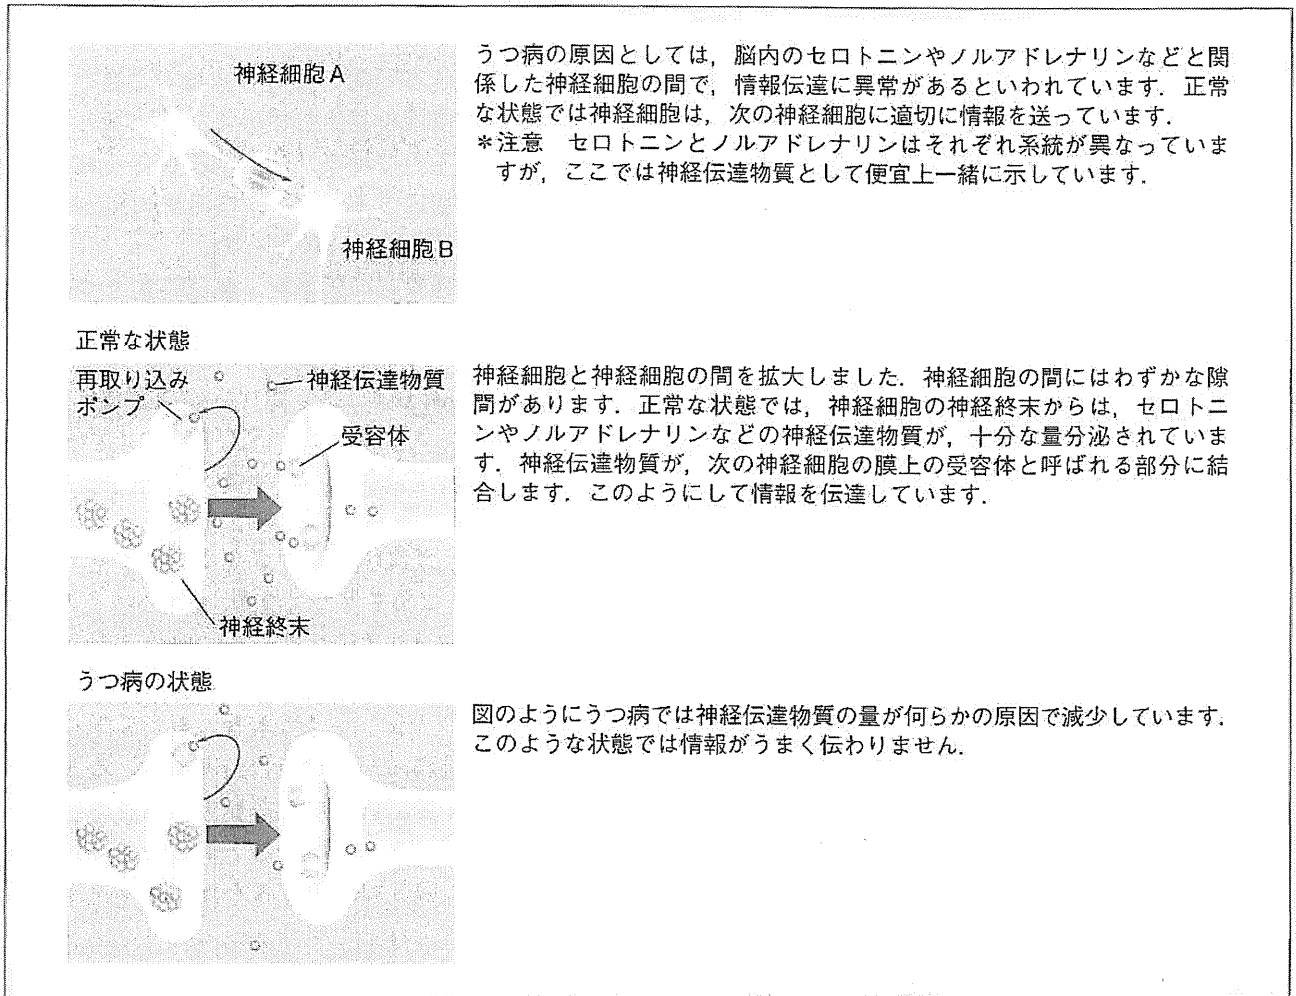 神経細胞A
神経細胞B
うつ病の原因としては，脳内のセロトニンやノルアドレナリンなどと関
係した神経細胞の間で，情報伝達に異常があるといわれています．正常
な状態では神経細胞は，次の神経細胞に適切に情報を送っています．
＊注意　セロトニンとノルアドレナリンはそれぞれ系統が異なっていま
すが，ここでは神経伝達物質として便宜上一緒に示しています．
正常な状態
再取り込み
ポンプ
神経伝達物質
受容体
神経終末
神経細胞と神経細胞の間を拡大しました．神経細胞の間にはわずかな隙
間があります．正常な状態では，神経細胞の神経終末からは，セロトニ
ンやノルアドレナリンなどの神経伝達物質が，十分な量分泌されていま
す．神経伝達物質が，次の神経細胞の膜上の受容体と呼ばれる部分に結
合します．このようにして情報を伝達しています．
うつ病の状態
図のようにうつ病では神経伝達物質の量が何らかの原因で減少しています．
このような状態では情報がうまく伝わりません．